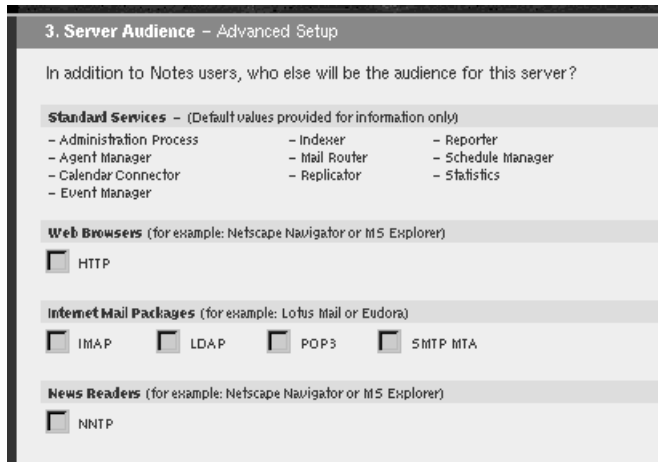 3. Server Audience – Advanced Setup
In addition to Notes users, who else will be the audience for this server?
Standard Services – (Default values provided for information only)
– Administration Process – Indexer – Reporter
– Agent Manager – Mail Router – Schedule Manager
– Calendar Connector – Replicator – Statistics
– Event Manager
Web Browsers (for example: Netscape Navigator or MS Explorer)
HTTP
Internet Mail Packages (for example: Lotus Mail or Eudora)
IMAP LDAP POP3 SMTP MTA
News Readers (for example: Netscape Navigator or MS Explorer)
NNTP